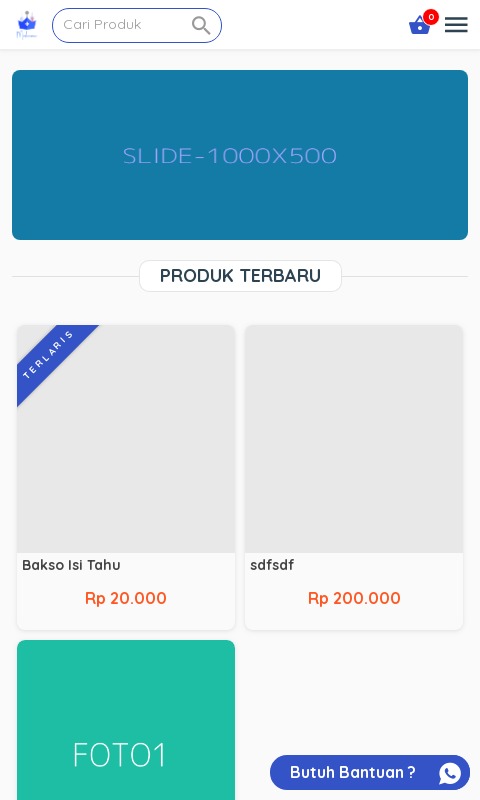 Cari Produk
0
SLIDE-1000X500
PRODUK TERBARU
TERLARIS
Bakso Isi Tahu
Rp 20.000
sdfsdf
Rp 200.000
FOTO1
Butuh Bantuan ?